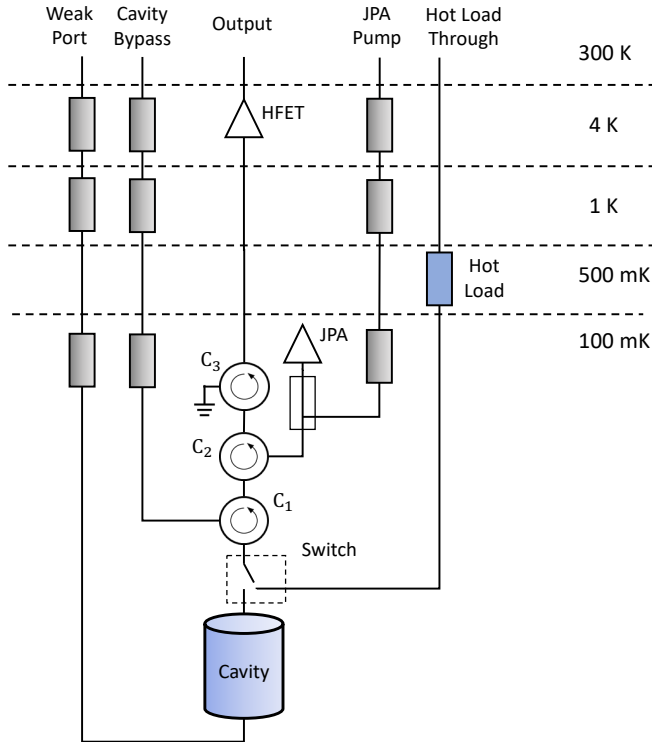 Weak
Port
Cavity
Bypass
Output
JPA
Pump
Hot Load
Through
300 K
HFET
4 K
1 K
Hot
Load
500 mK
JPA
100 mK
C₃
C₂
C₁
Switch
Cavity